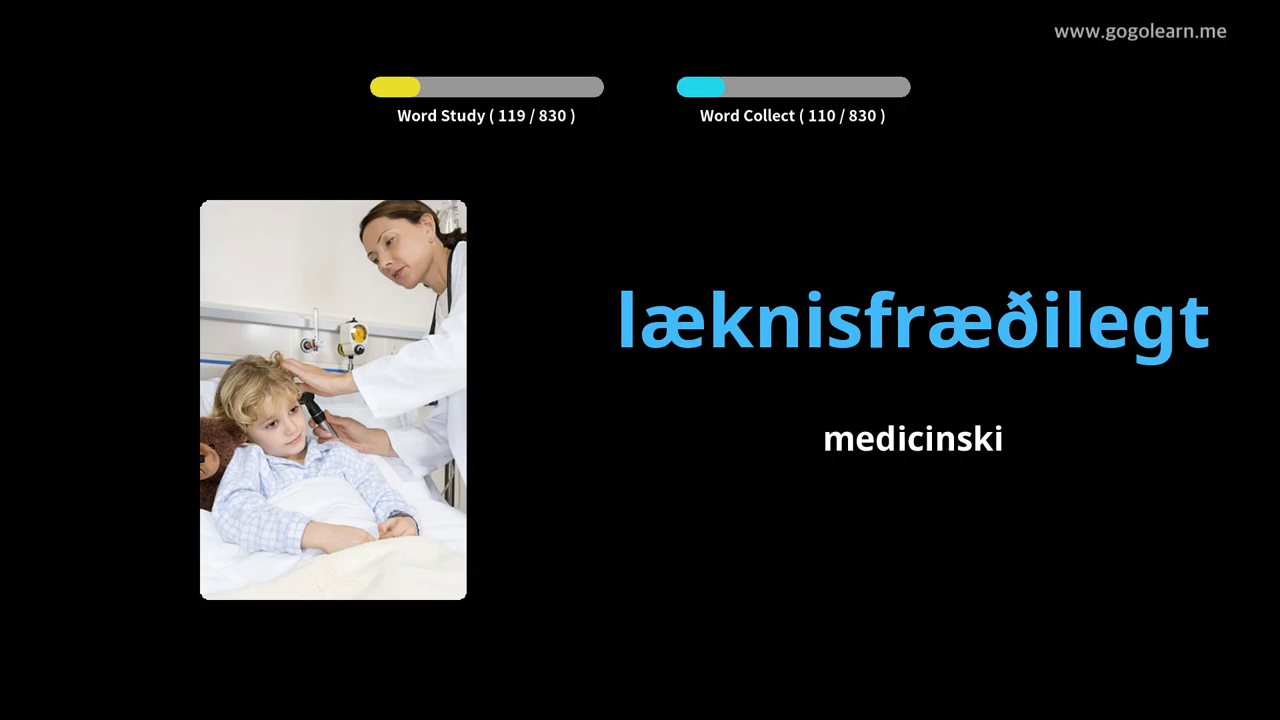 www.gogolearn.me
Word Study ( 119 / 830 )
Word Collect ( 110 / 830 )
læknisfræðilegt
medicinski